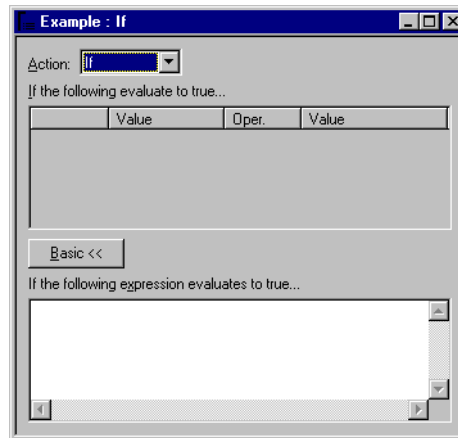 Example : If
Action: If
If the following evaluate to true...
Value Oper. Value
Basic <<
If the following expression evaluates to true...